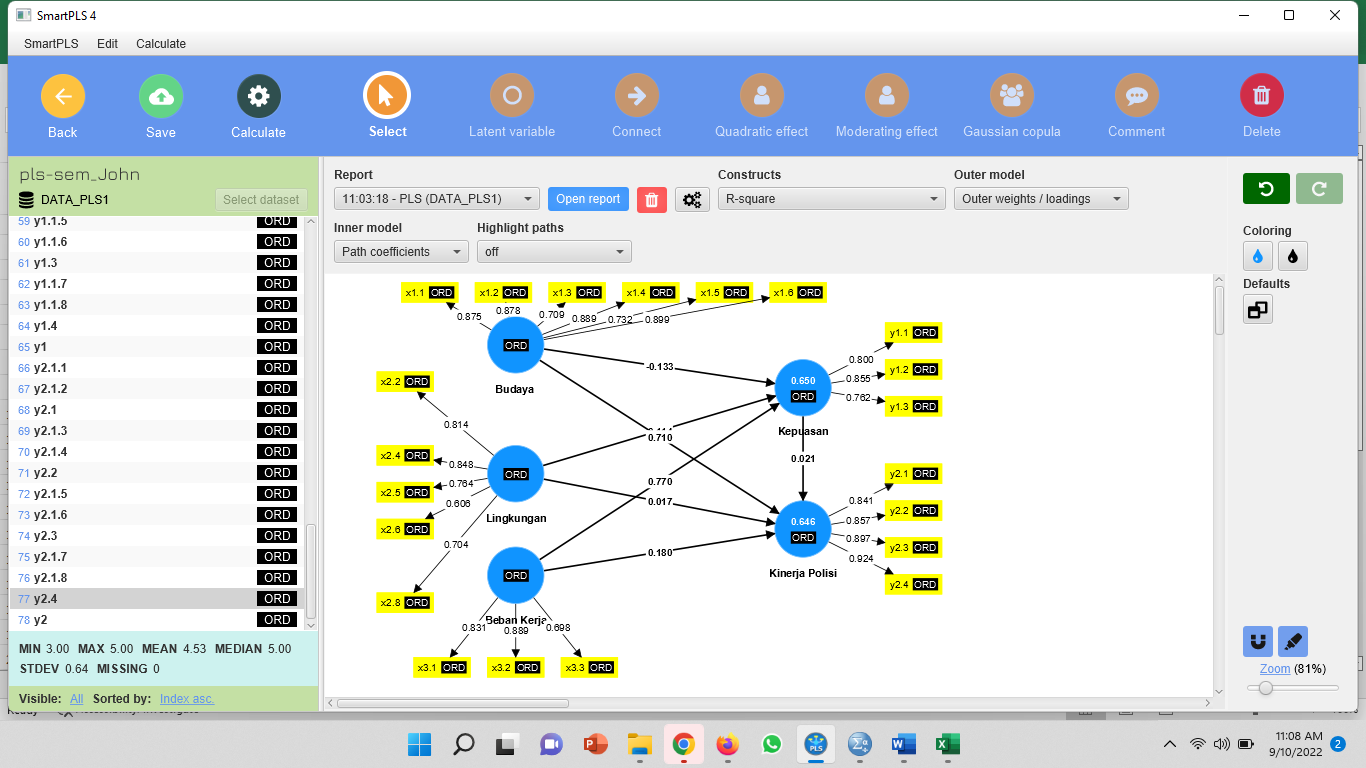 SmartPLS 4
SmartPLS Edit Calculate
Back Save Calculate Select Latent variable Connect Quadratic effect Moderating effect Gaussian copula Comment Delete
pls-sem_John
DATA_PLS1 Select dataset
59 y1.1.5 ORD
60 y1.1.6 ORD
61 y1.3 ORD
62 y1.1.7 ORD
63 y1.1.8 ORD
64 y1.4 ORD
65 y1 ORD
66 y2.1.1 ORD
67 y2.1.2 ORD
68 y2.1 ORD
69 y2.1.3 ORD
70 y2.1.4 ORD
71 y2.2 ORD
72 y2.1.5 ORD
73 y2.1.6 ORD
74 y2.3 ORD
75 y2.1.7 ORD
76 y2.1.8 ORD
77 y2.4 ORD
78 y2 ORD
MIN 3.00 MAX 5.00 MEAN 4.53 MEDIAN 5.00
STDEV 0.64 MISSING 0
Visible: All Sorted by: Index asc.
Report Constructs Outer model
11:03:18 - PLS (DATA_PLS1) Open report R-square Outer weights / loadings
Inner model Highlight paths
Path coefficients off
x1.1 ORD x1.2 ORD x1.3 ORD x1.4 ORD x1.5 ORD x1.6 ORD
0.875 0.878 0.709 0.889 0.732 0.899
ORD
Budaya
x2.2 ORD
0.814
x2.4 ORD 0.848
x2.5 ORD 0.764
x2.6 ORD 0.606
ORD
Lingkungan
0.704
x2.8 ORD
ORD
Beban Kerja
0.831 0.889 0.698
x3.1 ORD x3.2 ORD x3.3 ORD
-0.133
0.710
0.770
0.017
0.180
0.650
ORD
Kepuasan
0.021
0.646
ORD
Kinerja Polisi
0.800 y1.1 ORD
0.855 y1.2 ORD
0.762 y1.3 ORD
0.841 y2.1 ORD
0.857 y2.2 ORD
0.897 y2.3 ORD
0.924 y2.4 ORD
Coloring
Defaults
Zoom (81%)
PLS
11:08 AM
9/10/2022 2